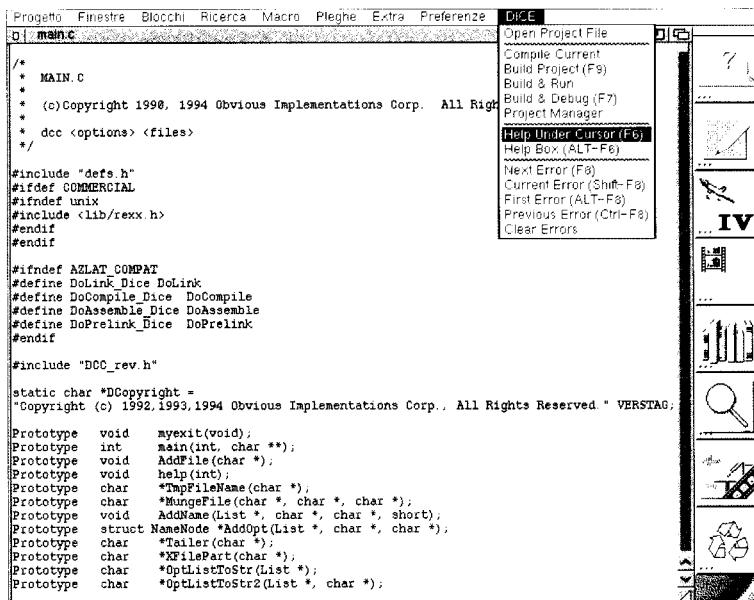 Progetto Finestre Blocchi Ricerca Macro Pleghe Extra Preferenze DICE
main.c
Open Project File
Compile Current
Build Project (F9)
Build & Run
Build & Debug (F7)
Project Manager
Help Under Cursor (F6)
Help Box (ALT-F6)
Next Error (F8)
Current Error (Shift-F8)
First Error (ALT-F8)
Previous Error (Ctrl-F8)
Clear Errors
/*
* MAIN.C
*
* (c)Copyright 1990, 1994 Obvious Implementations Corp. All Righ
*
* dcc <options> <files>
*/
#include "defs.h"
#ifdef COMMERCIAL
#ifndef unix
#include <lib/rexx.h>
#endif
#endif
#ifndef AZLAT_COMPAT
#define DoLink_Dice DoLink
#define DoCompile_Dice DoCompile
#define DoAssemble_Dice DoAssemble
#define DoPrelink_Dice DoPrelink
#endif
#include "DCC_rev.h"
static char *DCopyright =
"Copyright (c) 1992,1993,1994 Obvious Implementations Corp., All Rights Reserved." VERSTAG;
Prototype void myexit(void);
Prototype int main(int, char **);
Prototype void AddFile(char *);
Prototype void help(int);
Prototype char *TmpFileName(char *);
Prototype char *MungeFile(char *, char *, char *);
Prototype void AddName(List *, char *, char *, short);
Prototype struct NameNode *AddOpt(List *, char *, char *);
Prototype char *Tailer(char *);
Prototype char *XFilePart(char *);
Prototype char *OptListToStr(List *);
Prototype char *OptListToStr2(List *, char *);
?
...
IV
...
...
...
...
...
...